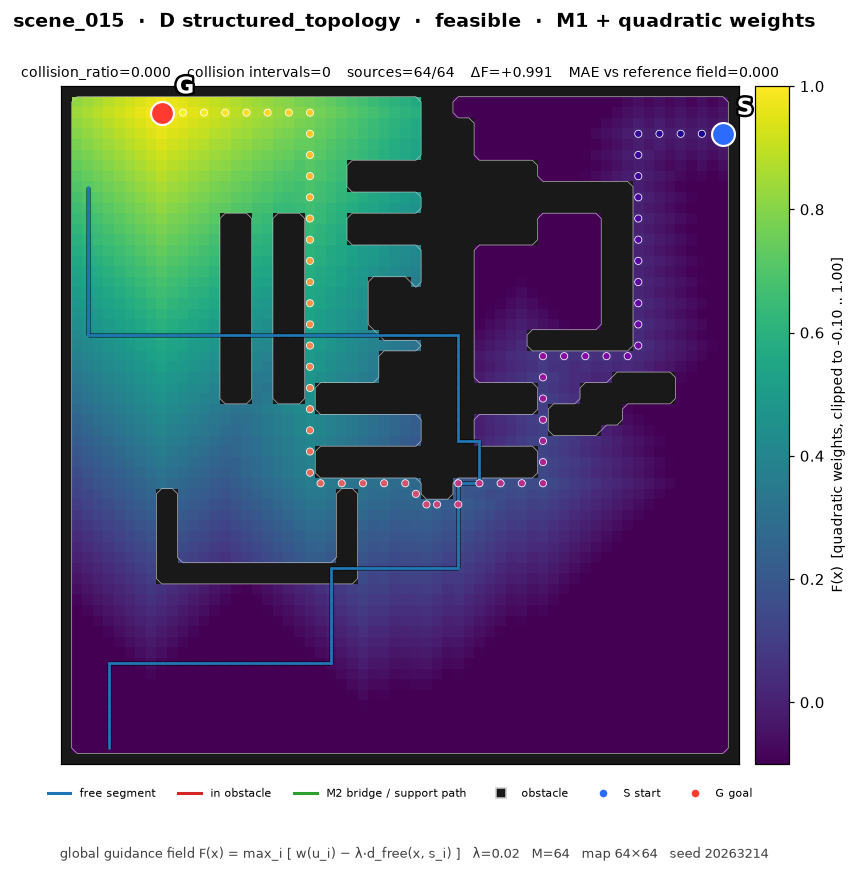 scene_015 · D structured_topology · feasible · M1 + quadratic weights
collision_ratio=0.000 collision intervals=0 sources=64/64 ΔF=+0.991 MAE vs reference field=0.000
G
S
1.0
0.8
0.6
0.4
0.2
0.0
F(x) [quadratic weights, clipped to -0.10 .. 1.00]
free segment
in obstacle
M2 bridge / support path
obstacle
S start
G goal
global guidance field F(x) = max_i [ w(u_i) − λ·d_free(x, s_i) ] λ=0.02 M=64 map 64×64 seed 20263214